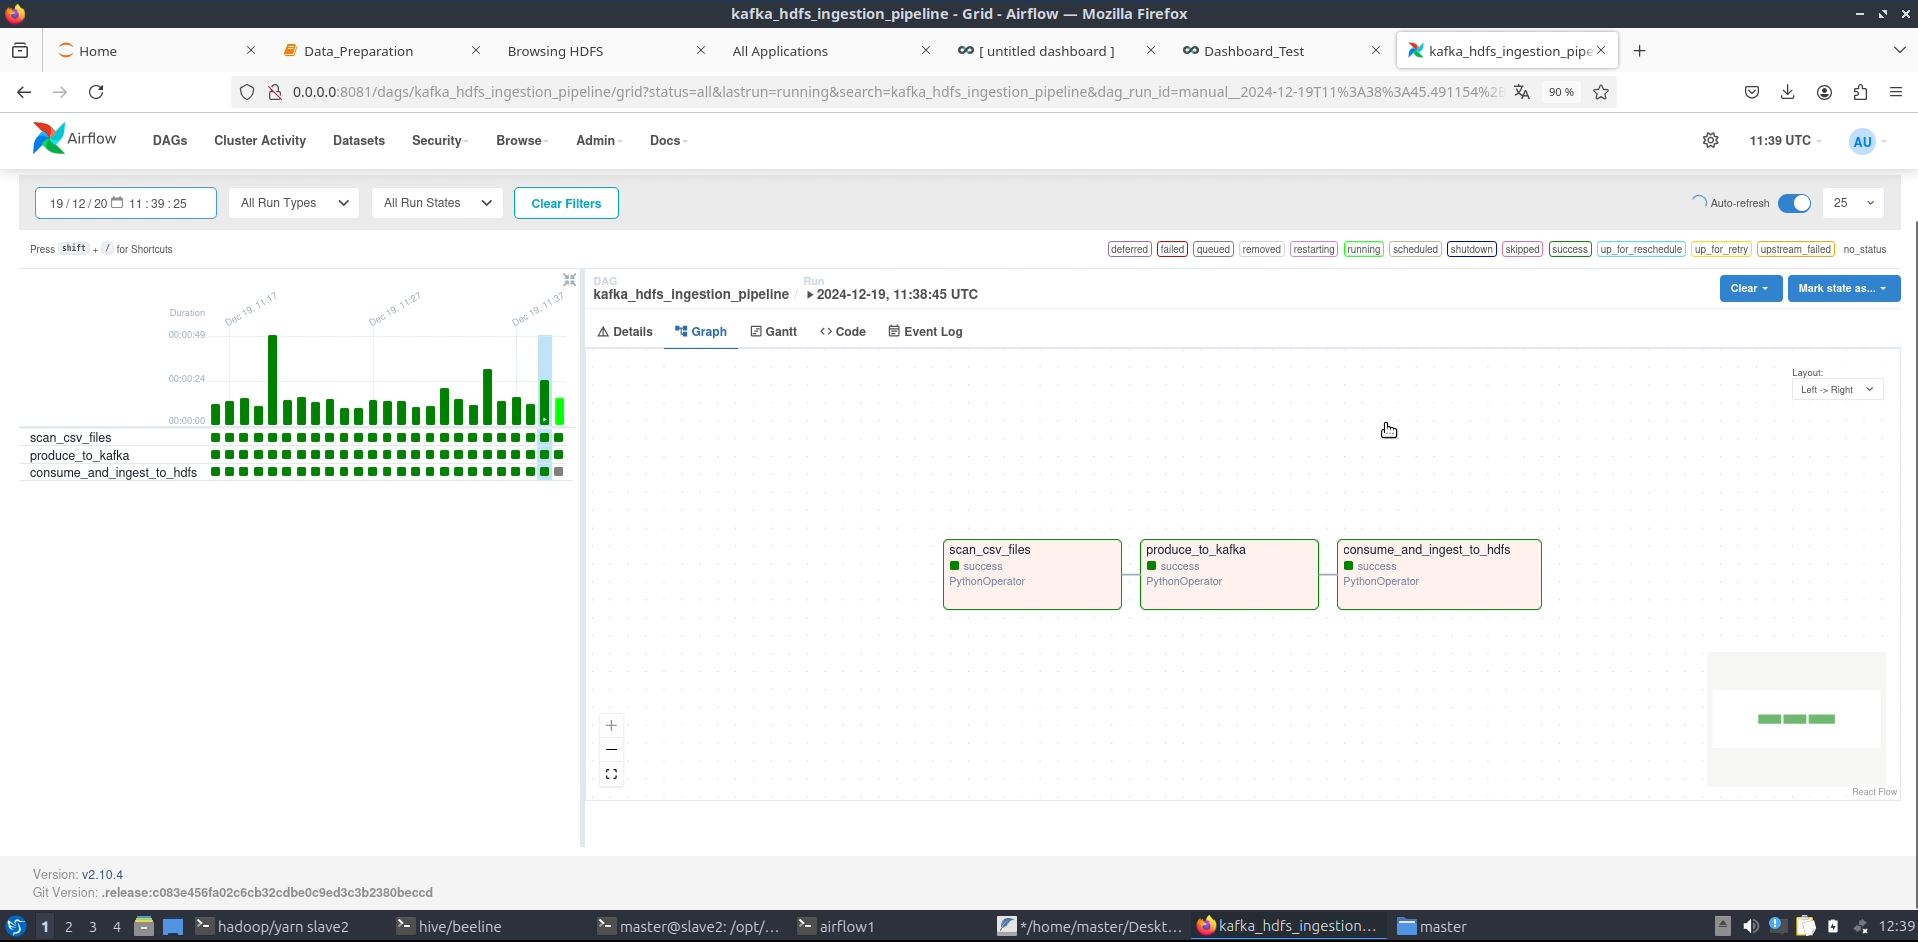 kafka_hdfs_ingestion_pipeline - Grid - Airflow — Mozilla Firefox
Home
Data_Preparation
Browsing HDFS
All Applications
[ untitled dashboard ]
Dashboard_Test
kafka_hdfs_ingestion_pipe
0.0.0.0:8081/dags/kafka_hdfs_ingestion_pipeline/grid?status=all&lastrun=running&search=kafka_hdfs_ingestion_pipeline&dag_run_id=manual__2024-12-19T11%3A38%3A45.491154%2B
90 %
Airflow
DAGs
Cluster Activity
Datasets
Security
Browse
Admin
Docs
11:39 UTC
AU
19 / 12 / 20 11 : 39 : 25
All Run Types
All Run States
Clear Filters
Auto-refresh
25
Press shift + / for Shortcuts
deferred
failed
queued
removed
restarting
running
scheduled
shutdown
skipped
success
up_for_reschedule
up_for_retry
upstream_failed
no_status
Dec 19, 11:17
Dec 19, 11:27
Dec 19, 11:37
Duration
00:00:49
00:00:24
00:00:00
scan_csv_files
produce_to_kafka
consume_and_ingest_to_hdfs
DAG
kafka_hdfs_ingestion_pipeline
/
Run
2024-12-19, 11:38:45 UTC
Clear
Mark state as...
Details
Graph
Gantt
Code
Event Log
Layout:
Left -> Right
scan_csv_files
success
PythonOperator
produce_to_kafka
success
PythonOperator
consume_and_ingest_to_hdfs
success
PythonOperator
React Flow
Version: v2.10.4
Git Version: .release:c083e456fa02c6cb32cdbe0c9ed3c3b2380beccd
1
2
3
4
hadoop/yarn slave2
hive/beeline
master@slave2: /opt/...
airflow1
*/home/master/Deskt...
kafka_hdfs_ingestion...
master
12:39